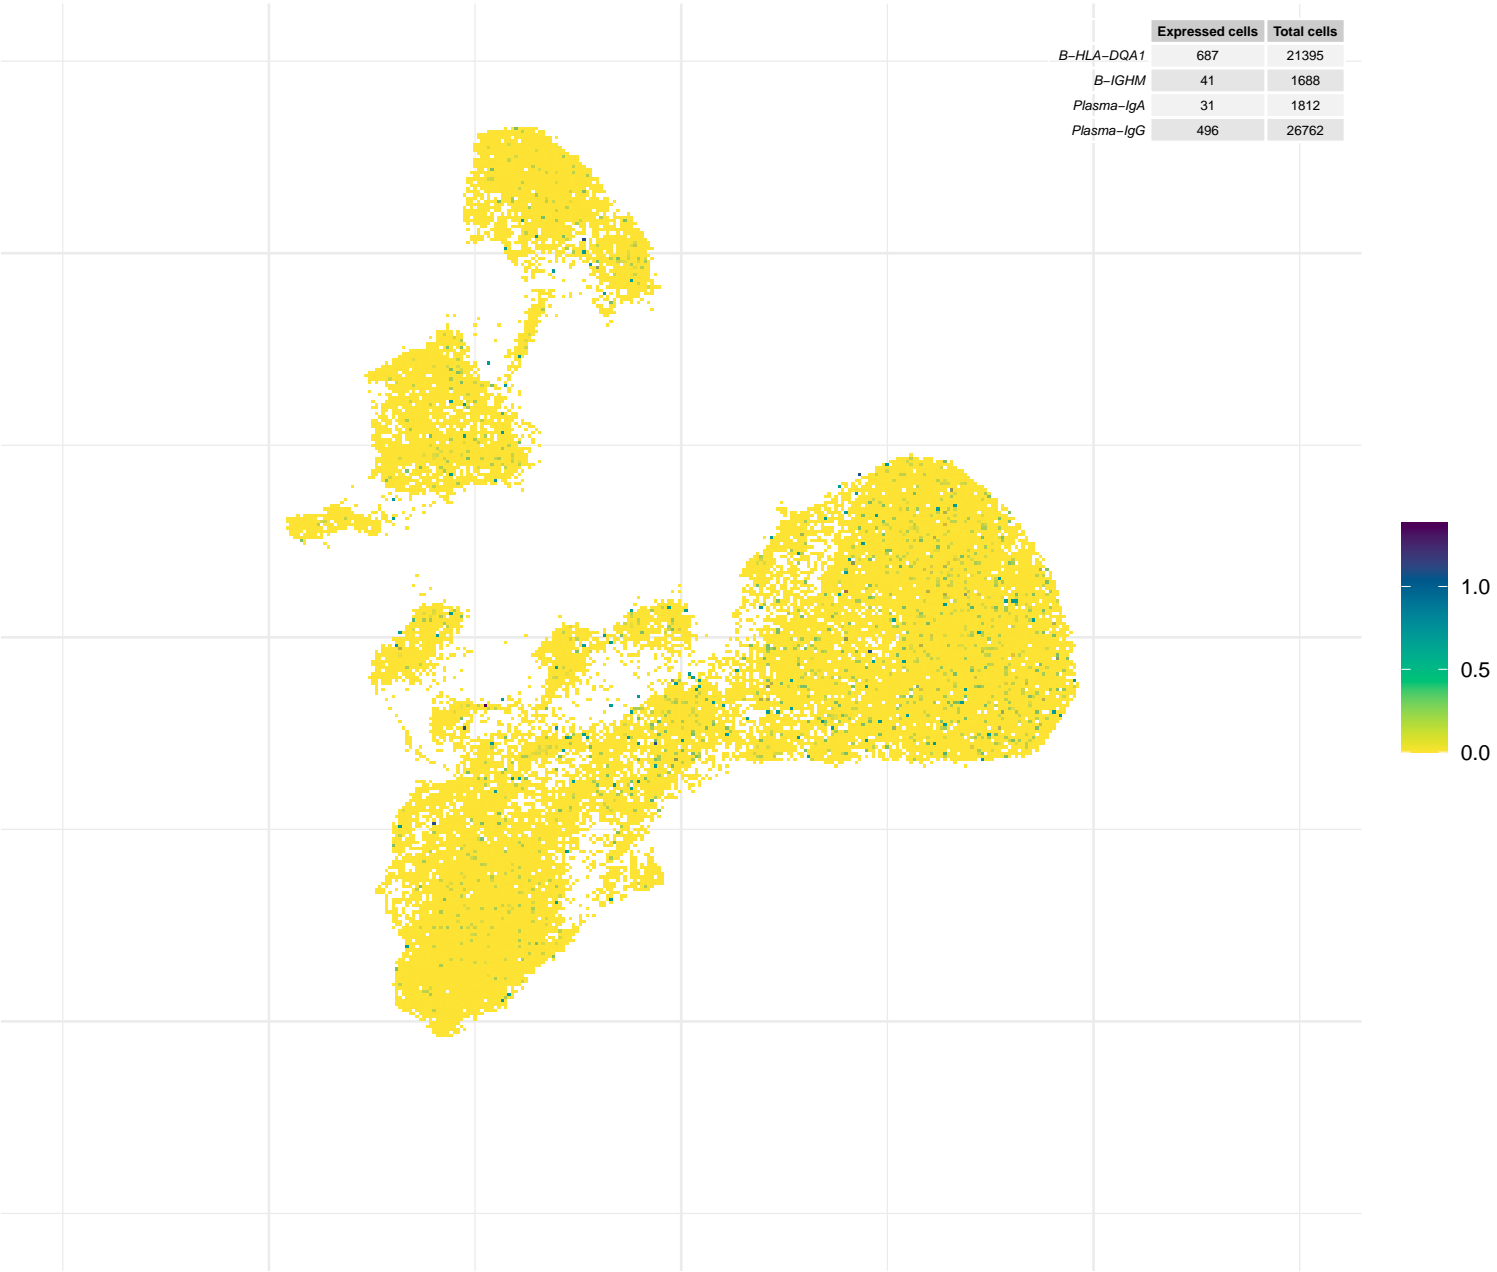 Expressed cells Total cells
B-HLA-DQA1 687 21395
B-IGHM 41 1688
Plasma-IgA 31 1812
Plasma-IgG 496 26762
1.0
0.5
0.0